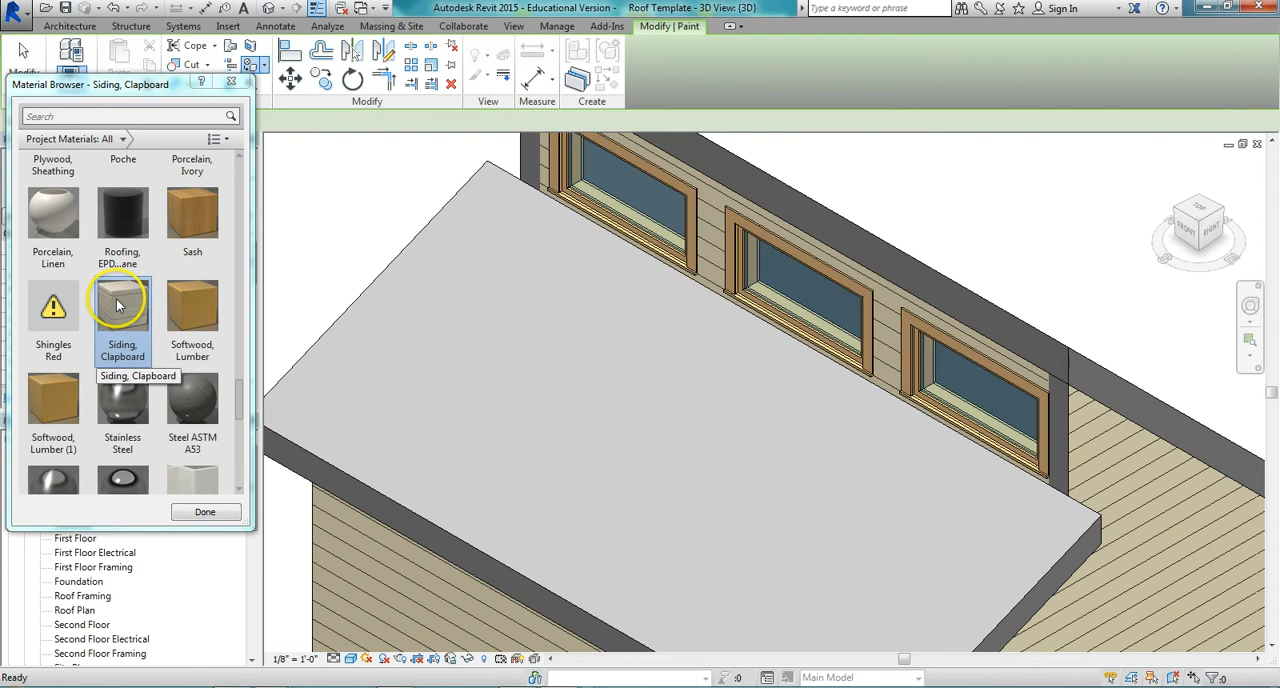 Autodesk Revit 2015 - Educational Version - Roof Template - 3D View: {3D}
Type a keyword or phrase
Sign In
Architecture Structure Systems Insert Annotate Analyze Massing & Site Collaborate View Manage Add-Ins Modify | Paint
Cope
Cut
Modify View Measure Create
Material Browser - Siding, Clapboard
Search
Project Materials: All
Plywood, Sheathing
Poche
Porcelain, Ivory
Porcelain, Linen
Roofing, EPD...ane
Sash
Shingles Red
Siding, Clapboard
Softwood, Lumber
Siding, Clapboard
Softwood, Lumber (1)
Stainless Steel
Steel ASTM A53
Done
First Floor
First Floor Electrical
First Floor Framing
Foundation
Roof Framing
Roof Plan
Second Floor
Second Floor Electrical
Second Floor Framing
TOP
FRONT
RIGHT
1/8" = 1'-0"
Ready
:0
Main Model
:0